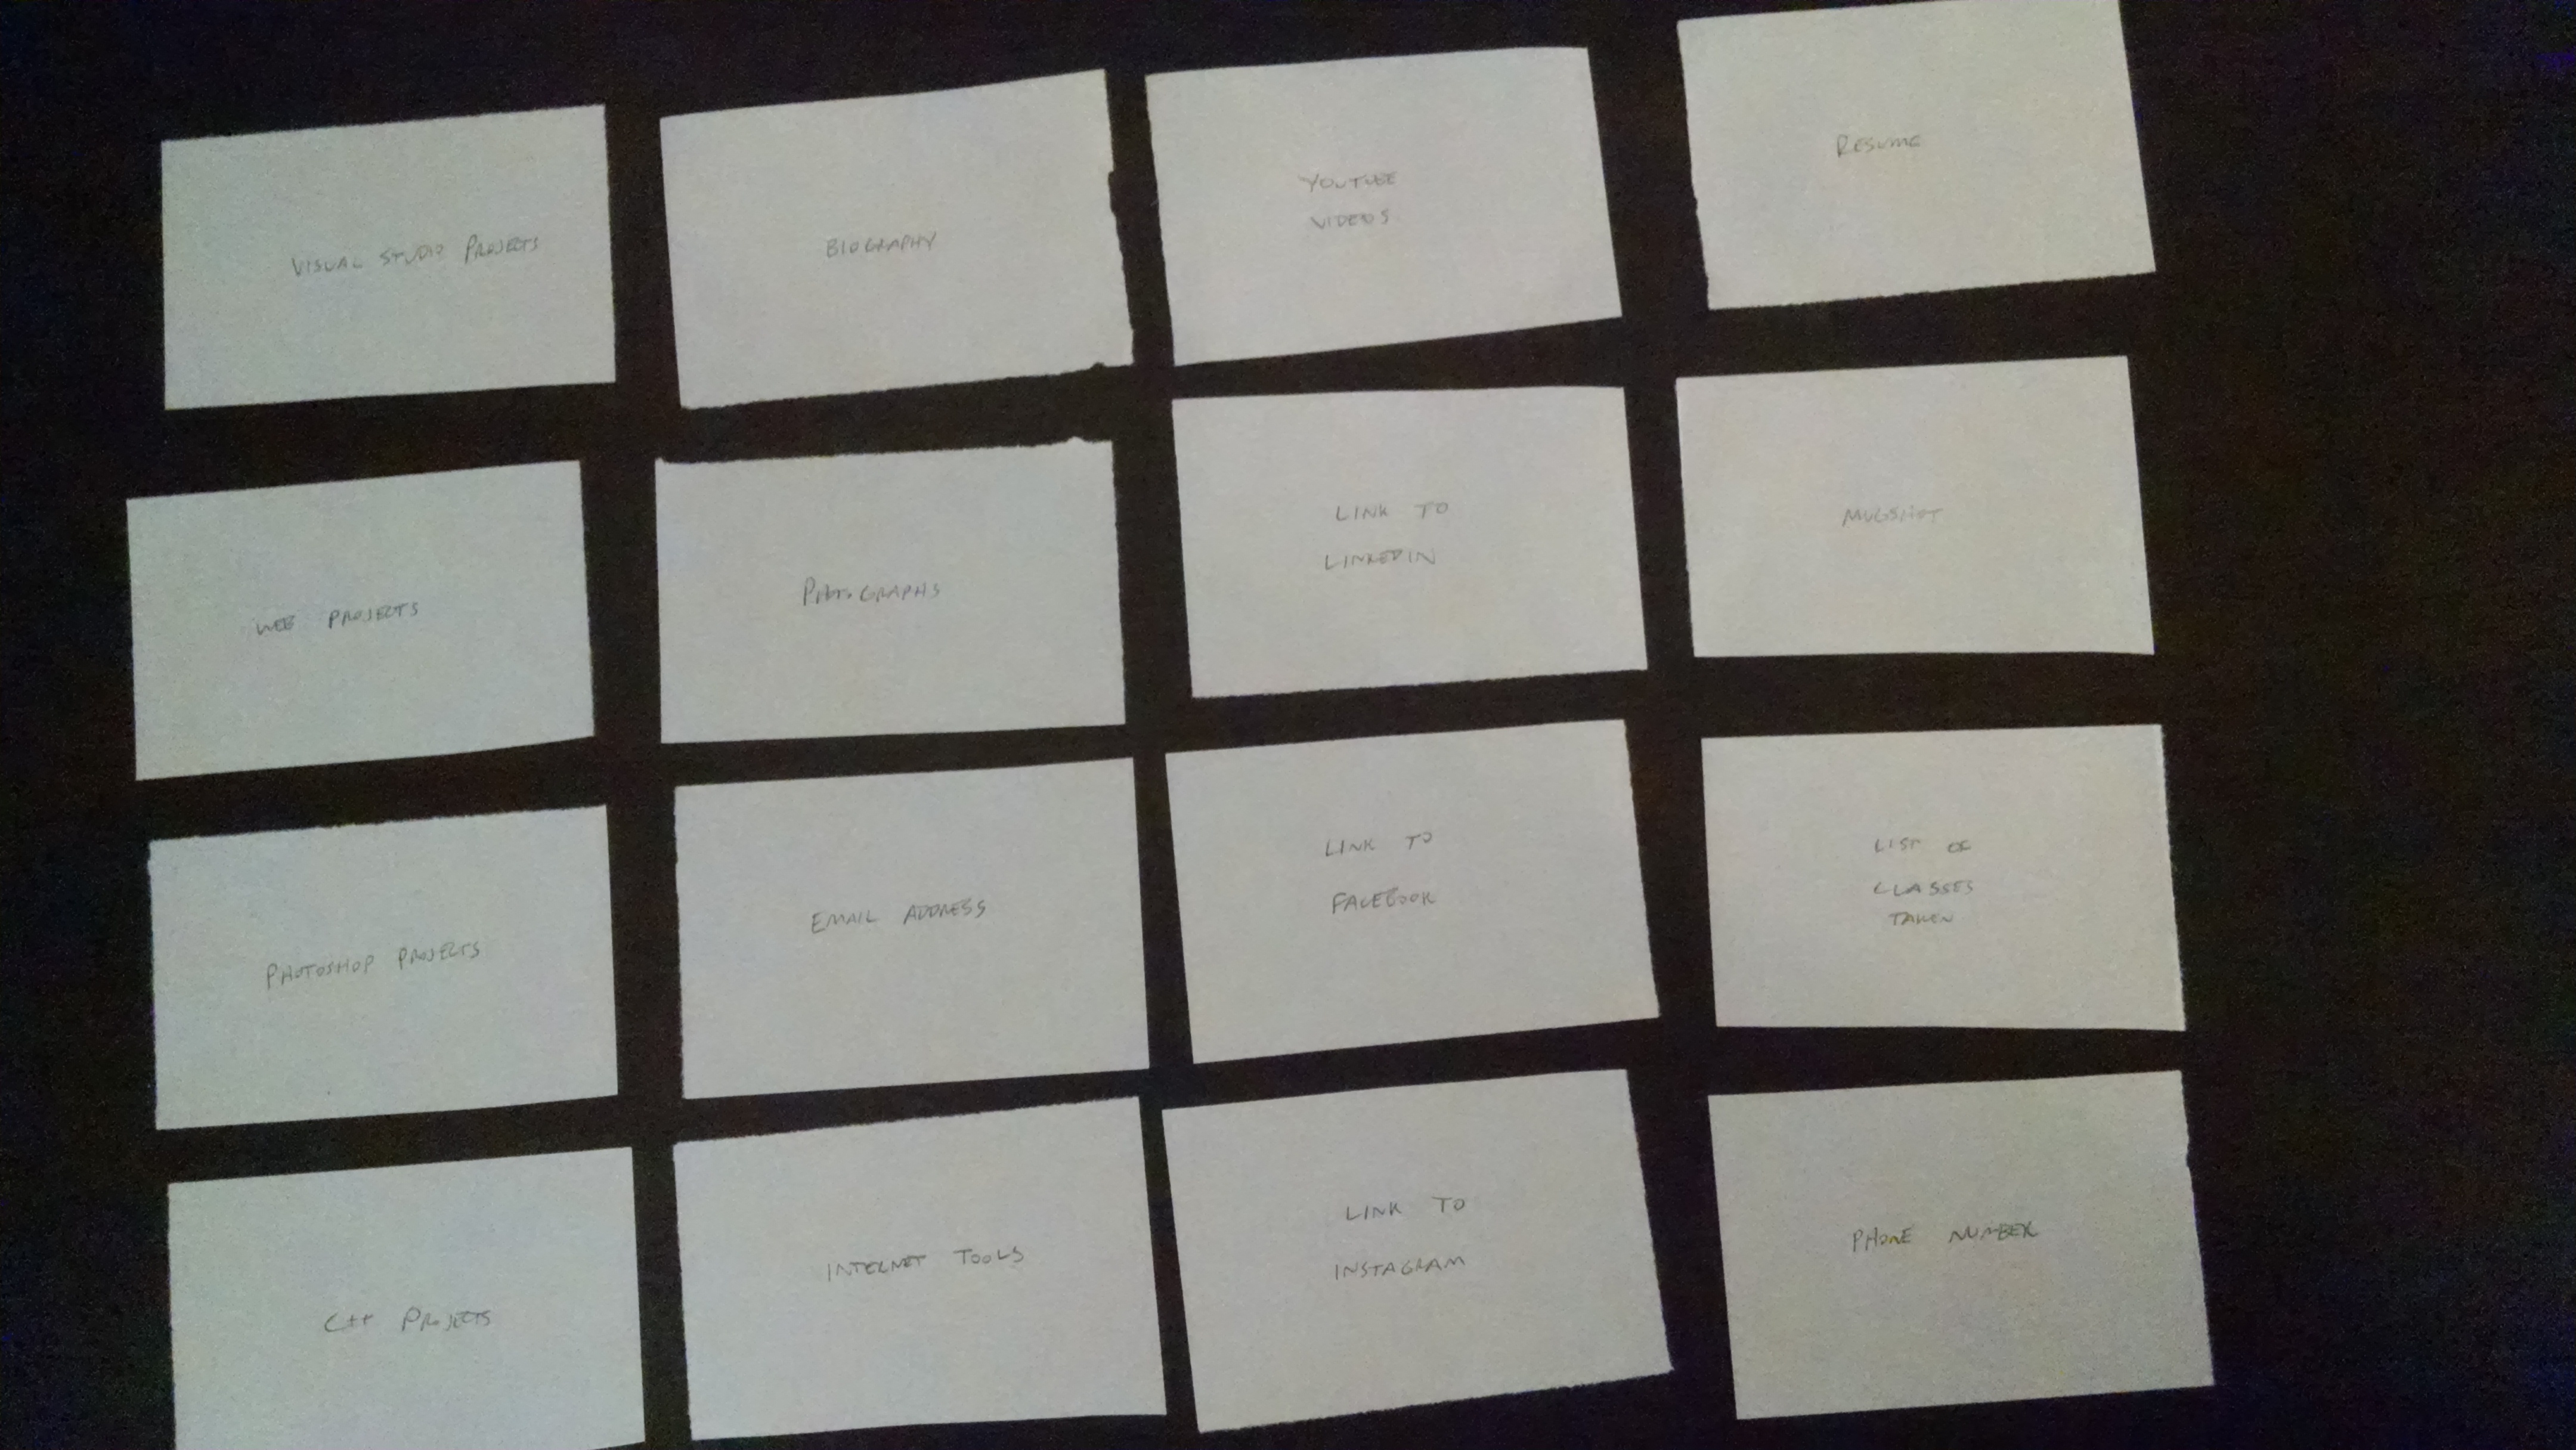 VISUAL STUDIO PROJECTS
BIOGRAPHY
YOUTUBE
VIDEOS
RESUME
WEB PROJECTS
PHOTOGRAPHS
LINK TO
LINKEDIN
MUGSHOT
PHOTOSHOP PROJECTS
EMAIL ADDRESS
LINK TO
FACEBOOK
LIST OF
CLASSES
TAKEN
C++ PROJECTS
INTERNET TOOLS
LINK TO
INSTAGRAM
PHONE NUMBER